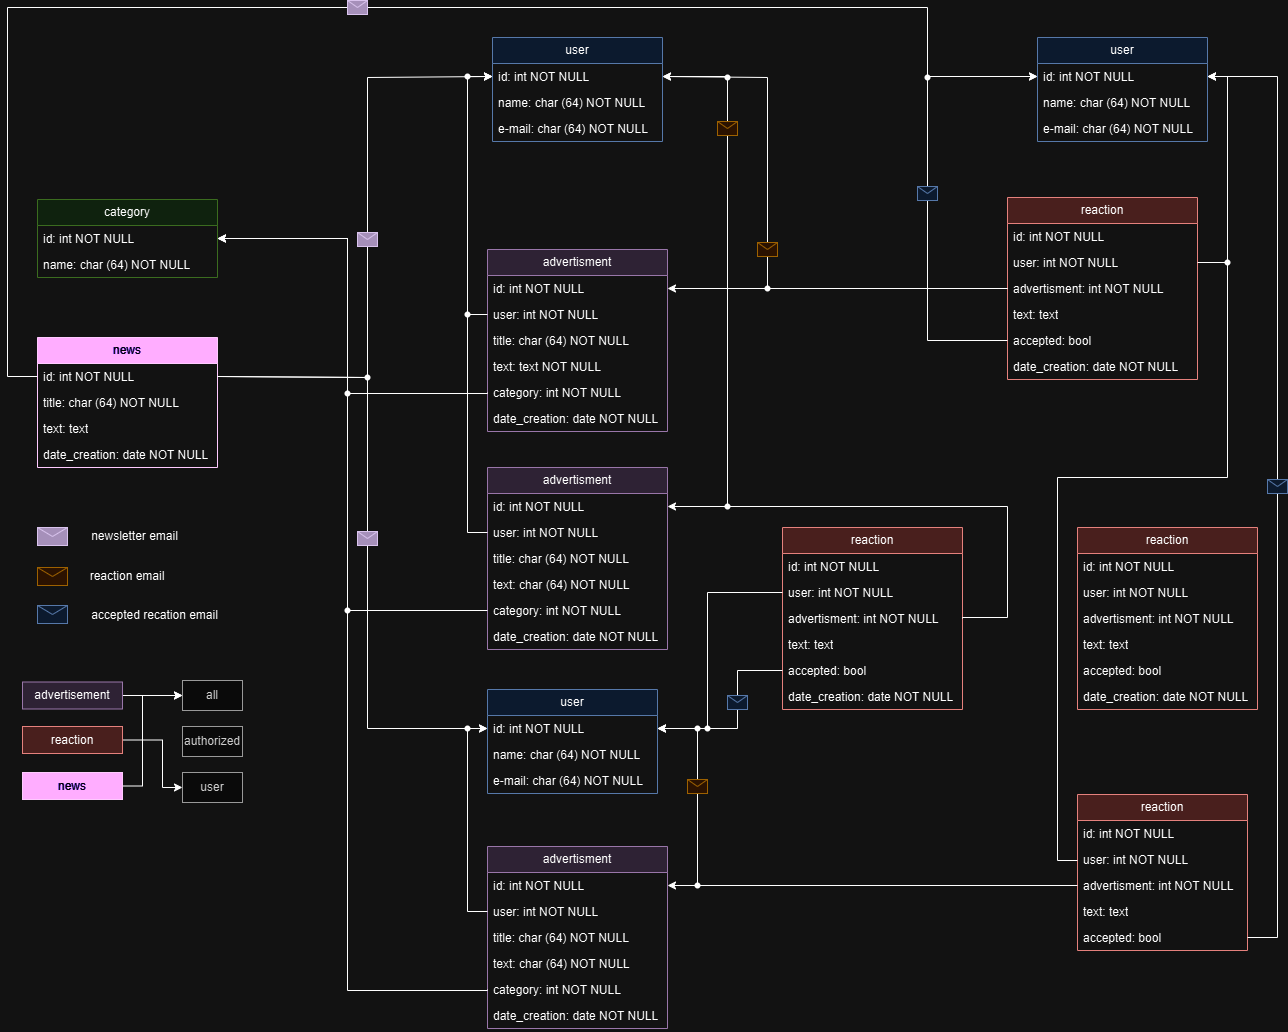 user
id: int NOT NULL
name: char (64) NOT NULL
e-mail: char (64) NOT NULL
user
id: int NOT NULL
name: char (64) NOT NULL
e-mail: char (64) NOT NULL
category
id: int NOT NULL
name: char (64) NOT NULL
reaction
id: int NOT NULL
user: int NOT NULL
advertisment: int NOT NULL
text: text
accepted: bool
date_creation: date NOT NULL
advertisment
id: int NOT NULL
user: int NOT NULL
title: char (64) NOT NULL
text: text NOT NULL
category: int NOT NULL
date_creation: date NOT NULL
news
id: int NOT NULL
title: char (64) NOT NULL
text: text
date_creation: date NOT NULL
advertisment
id: int NOT NULL
user: int NOT NULL
title: char (64) NOT NULL
text: char (64) NOT NULL
category: int NOT NULL
date_creation: date NOT NULL
newsletter email
reaction email
accepted recation email
reaction
id: int NOT NULL
user: int NOT NULL
advertisment: int NOT NULL
text: text
accepted: bool
date_creation: date NOT NULL
reaction
id: int NOT NULL
user: int NOT NULL
advertisment: int NOT NULL
text: text
accepted: bool
date_creation: date NOT NULL
advertisement
all
reaction
authorized
news
user
user
id: int NOT NULL
name: char (64) NOT NULL
e-mail: char (64) NOT NULL
reaction
id: int NOT NULL
user: int NOT NULL
advertisment: int NOT NULL
text: text
accepted: bool
advertisment
id: int NOT NULL
user: int NOT NULL
title: char (64) NOT NULL
text: char (64) NOT NULL
category: int NOT NULL
date_creation: date NOT NULL